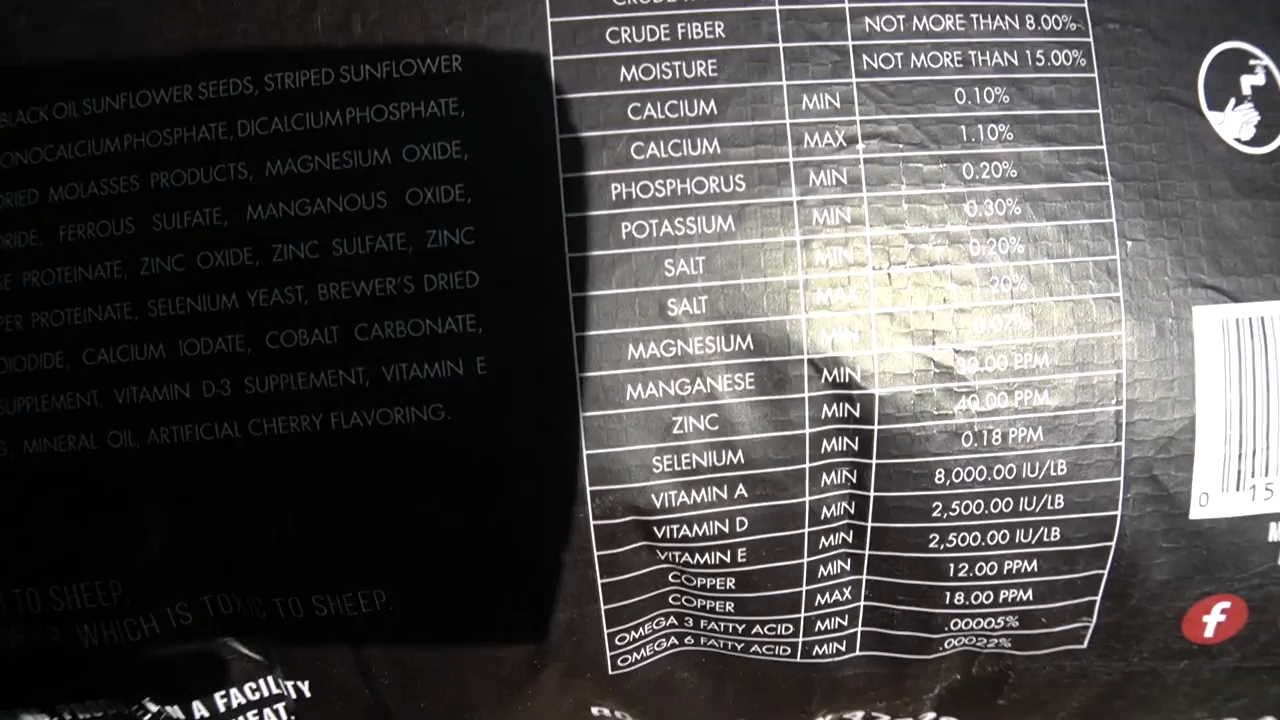 BLACK OIL SUNFLOWER SEEDS, STRIPED SUNFLOWER
PHOSPHATE, DICALCIUM PHOSPHATE,
DRIED MOLASSES PRODUCTS, MAGNESIUM OXIDE,
FERROUS SULFATE, MANGANOUS OXIDE,
PROTEINATE, ZINC OXIDE, ZINC SULFATE, ZINC
PROTEINATE, SELENIUM YEAST, BREWER'S DRIED
CALCIUM IODATE, COBALT CARBONATE,
SUPPLEMENT, VITAMIN D-3 SUPPLEMENT, VITAMIN E
MINERAL OIL, ARTIFICIAL CHERRY FLAVORING.
TO SHEEP.
WHICH IS TOXIC TO SHEEP.
A FACILITY
CRUDE FIBER NOT MORE THAN 8.00%
MOISTURE NOT MORE THAN 15.00%
CALCIUM MIN 0.10%
CALCIUM MAX 1.10%
PHOSPHORUS MIN 0.20%
POTASSIUM MIN 0.30%
SALT MIN 0.20%
SALT MAX
MAGNESIUM MIN
MANGANESE MIN 30.00 PPM
ZINC MIN 40.00 PPM
SELENIUM MIN 0.18 PPM
VITAMIN A MIN 8,000.00 IU/LB
VITAMIN D MIN 2,500.00 IU/LB
VITAMIN E MIN 2,500.00 IU/LB
COPPER MIN 12.00 PPM
COPPER MAX 18.00 PPM
OMEGA 3 FATTY ACID MIN .00005%
OMEGA 6 FATTY ACID MIN .00022%
0 15
f